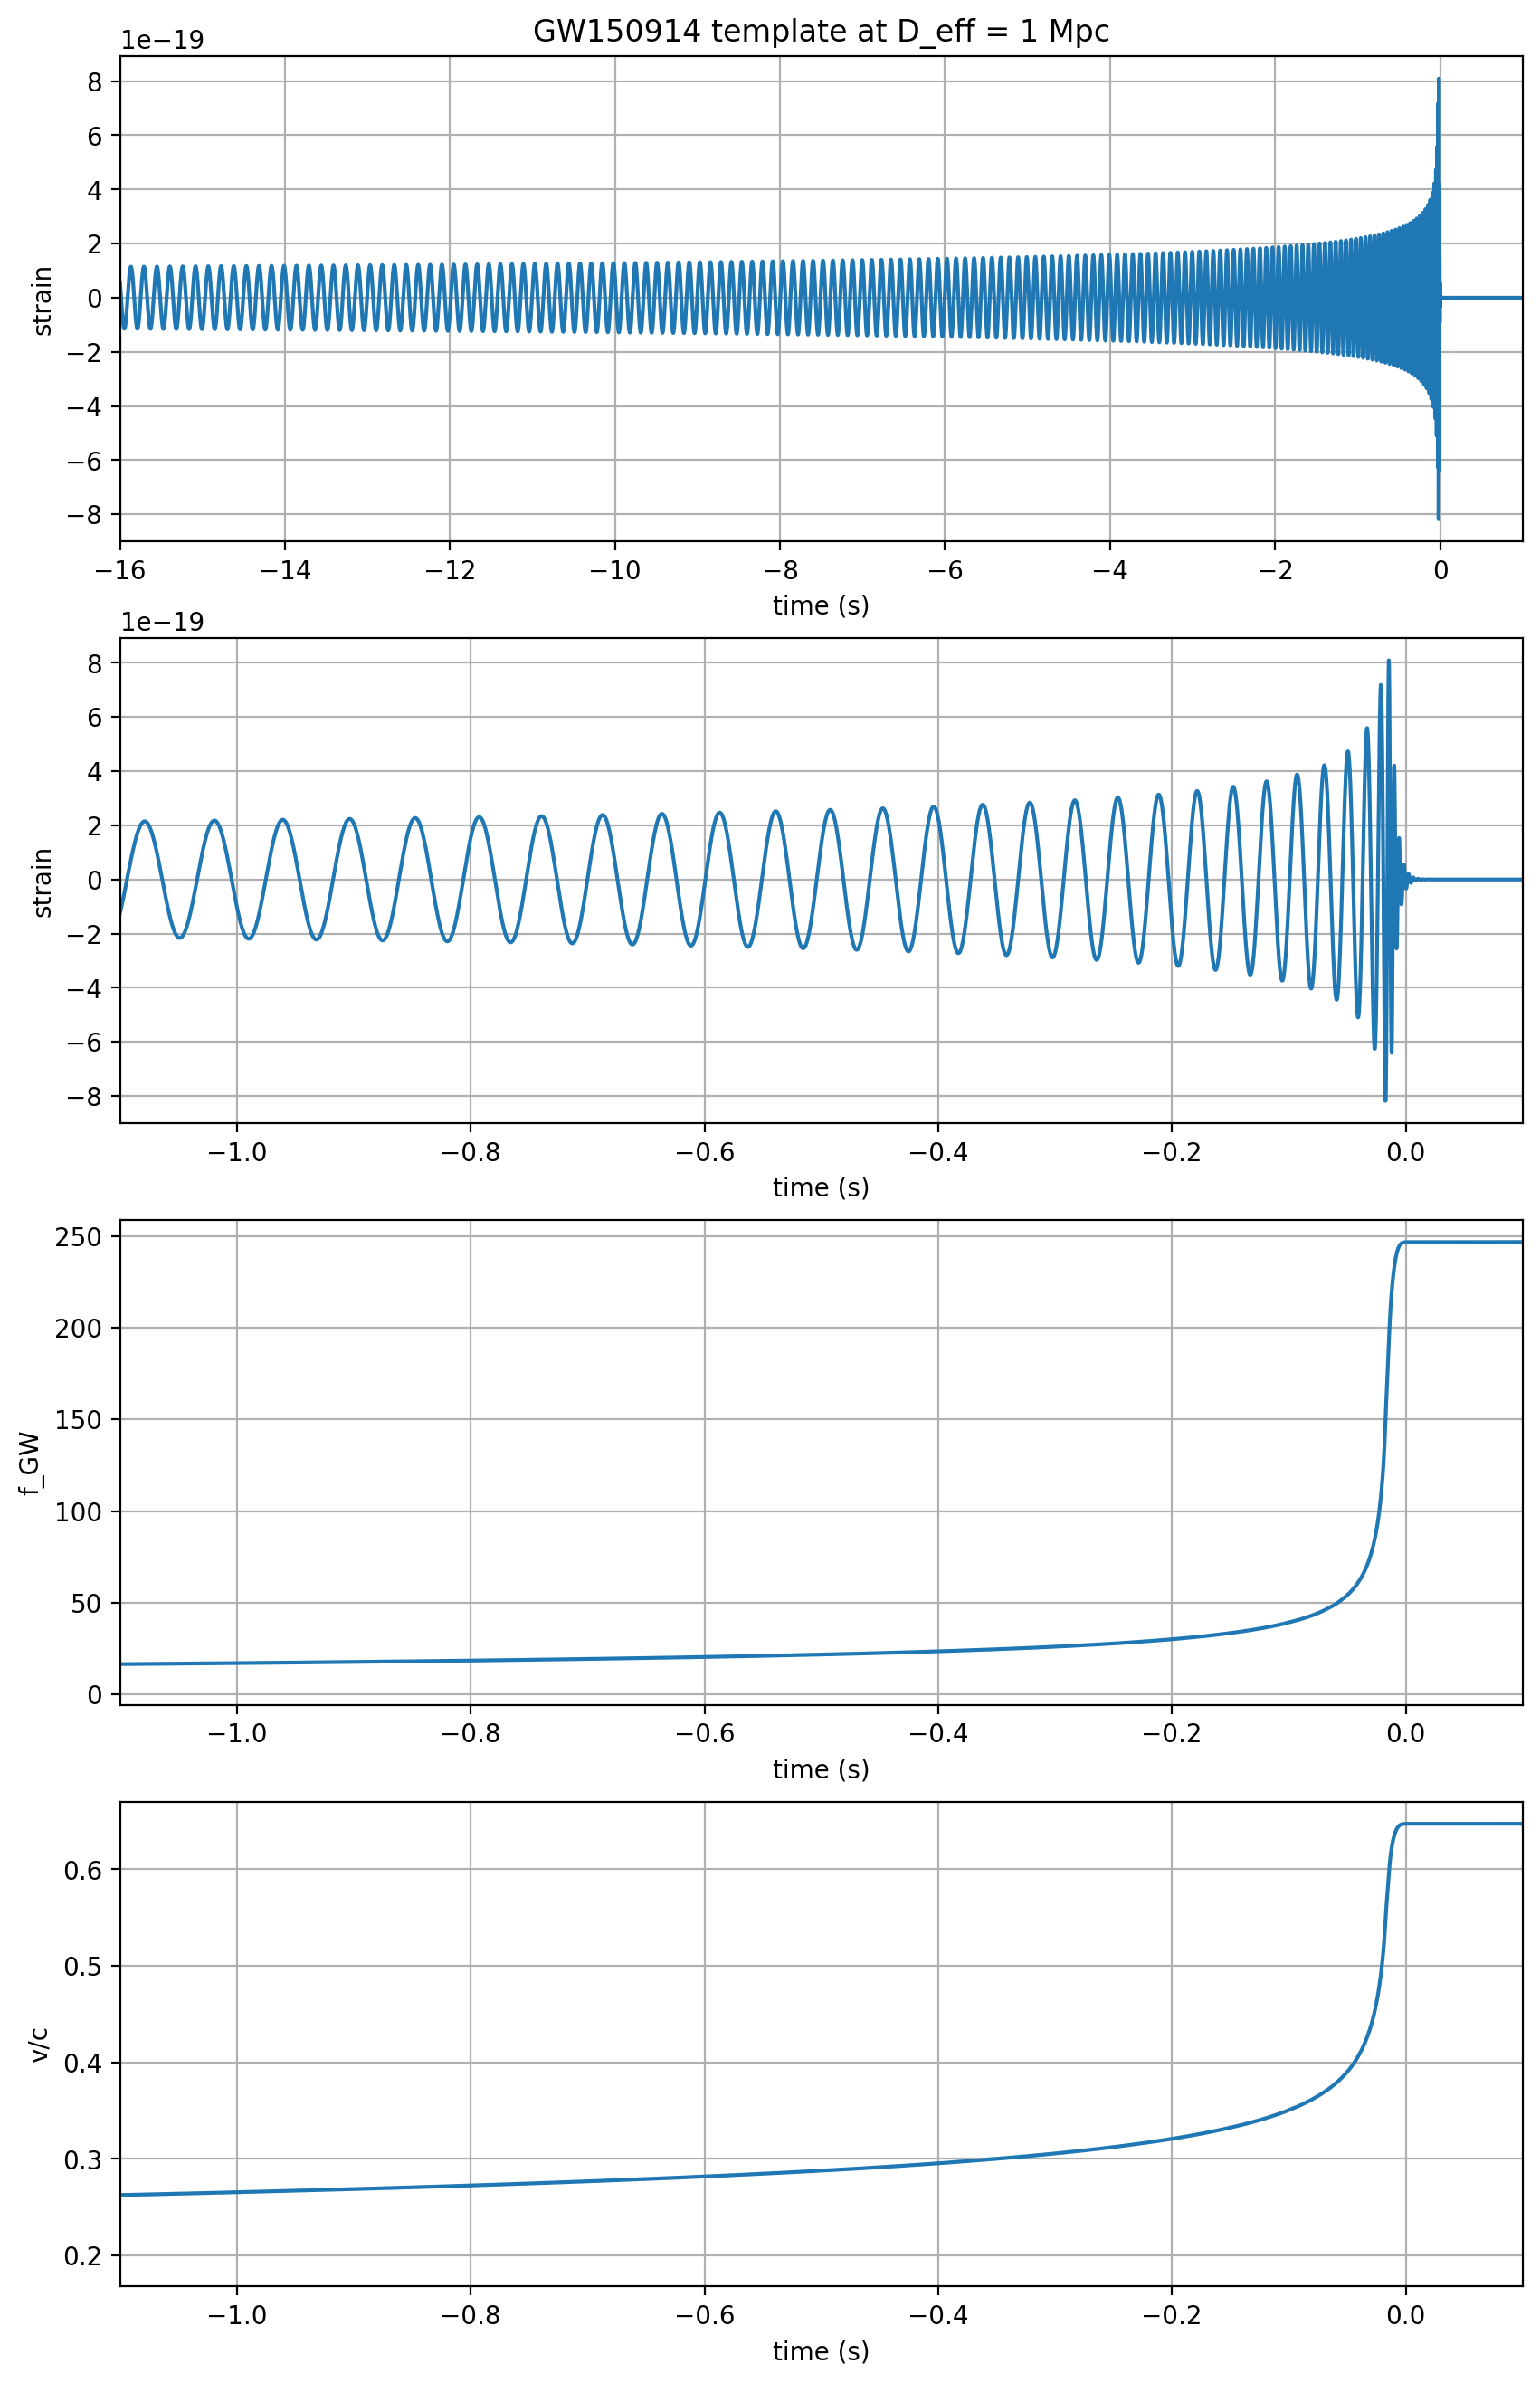 GW150914 template at D_eff = 1 Mpc
1e−19
8
6
4
2
0
−2
−4
−6
−8
strain
−16 −14 −12 −10 −8 −6 −4 −2 0
time (s)
1e−19
8
6
4
2
0
−2
−4
−6
−8
strain
−1.0 −0.8 −0.6 −0.4 −0.2 0.0
time (s)
250
200
150
100
50
0
f_GW
−1.0 −0.8 −0.6 −0.4 −0.2 0.0
time (s)
0.6
0.5
0.4
0.3
0.2
v/c
−1.0 −0.8 −0.6 −0.4 −0.2 0.0
time (s)